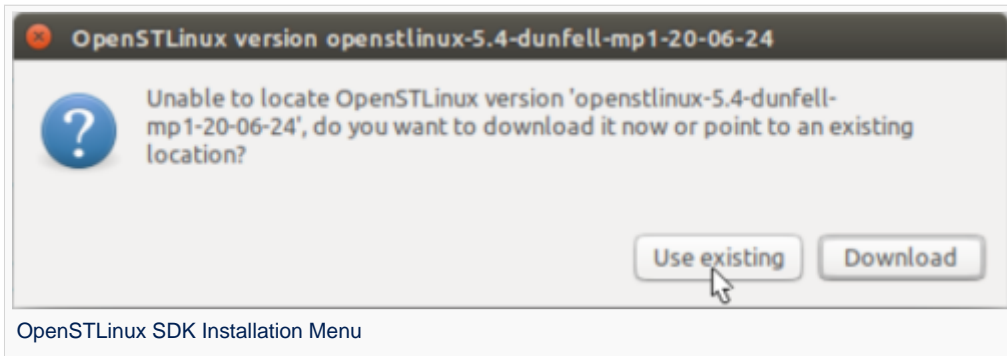 OpenSTLinux version openstlinux-5.4-dunfell-mp1-20-06-24
Unable to locate OpenSTLinux version 'openstlinux-5.4-dunfell-
mp1-20-06-24', do you want to download it now or point to an existing
location?
Use existing
Download
OpenSTLinux SDK Installation Menu